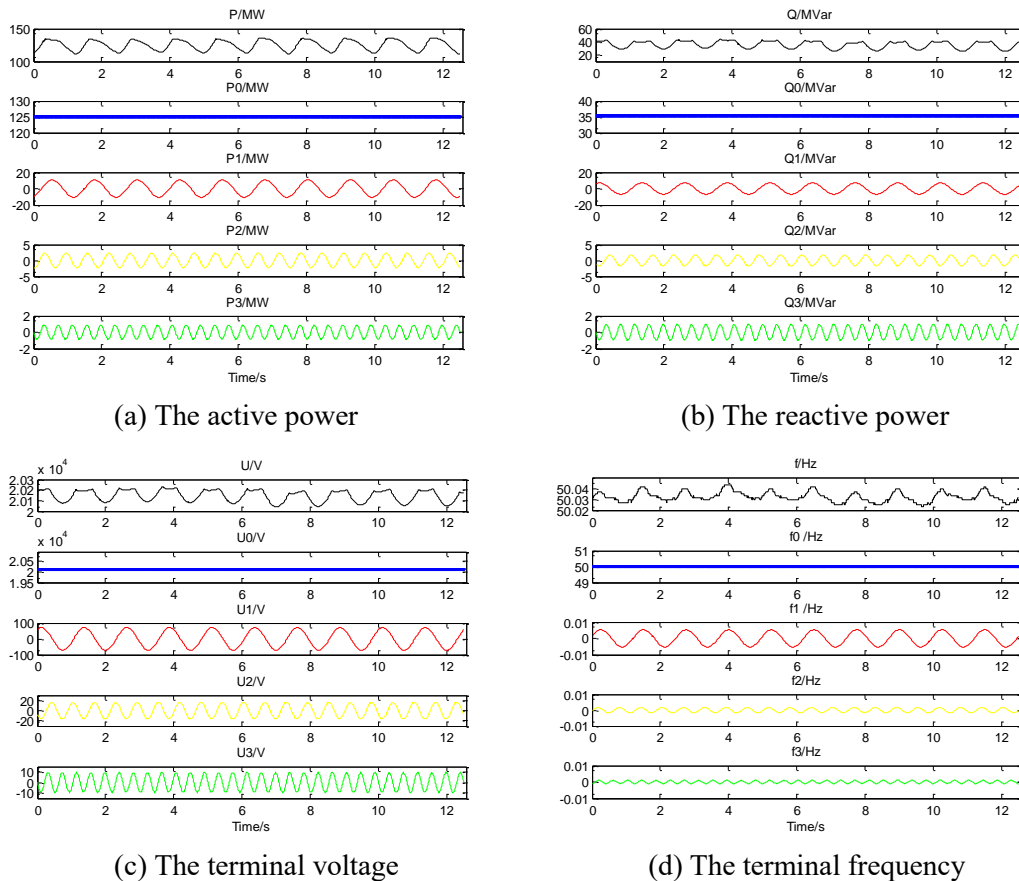 P/MW
150
100
0 2 4 6 8 10 12
P0/MW
130
125
120
0 2 4 6 8 10 12
P1/MW
20
0
-20
0 2 4 6 8 10 12
P2/MW
5
0
-5
0 2 4 6 8 10 12
P3/MW
2
0
-2
0 2 4 6 8 10 12
Time/s
(a) The active power
Q/MVar
60
40
20
0 2 4 6 8 10 12
Q0/MVar
40
35
30
0 2 4 6 8 10 12
Q1/MVar
20
0
-20
0 2 4 6 8 10 12
Q2/MVar
5
0
-5
0 2 4 6 8 10 12
Q3/MVar
2
0
-2
0 2 4 6 8 10 12
Time/s
(b) The reactive power
U/V
x 10^4
2.03
2.02
2.01
2
0 2 4 6 8 10 12
U0/V
x 10^4
2.05
2
1.95
0 2 4 6 8 10 12
U1/V
100
0
-100
0 2 4 6 8 10 12
U2/V
20
0
-20
0 2 4 6 8 10 12
U3/V
10
0
-10
0 2 4 6 8 10 12
Time/s
(c) The terminal voltage
f/Hz
50.04
50.03
50.02
0 2 4 6 8 10 12
f0 /Hz
51
50
49
0 2 4 6 8 10 12
f1 /Hz
0.01
0
-0.01
0 2 4 6 8 10 12
f2/Hz
0.01
0
-0.01
0 2 4 6 8 10 12
f3/Hz
0.01
0
-0.01
0 2 4 6 8 10 12
Time/s
(d) The terminal frequency